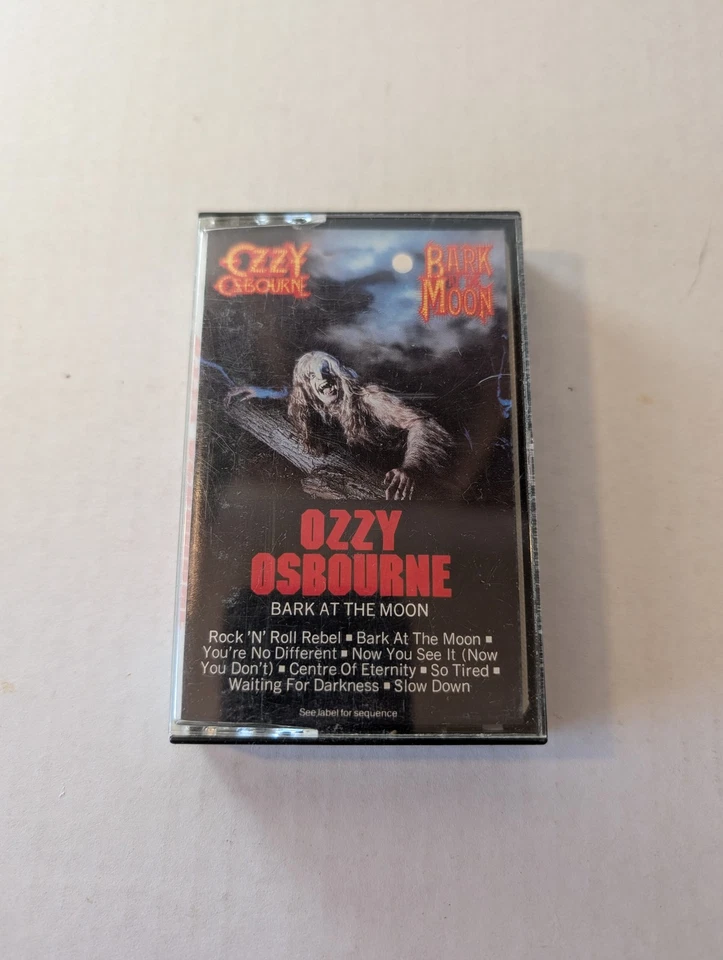 OZZY
OSBOURNE
BARK
AT THE
MOON
OZZY
OSBOURNE
BARK AT THE MOON
Rock 'N' Roll Rebel ▪ Bark At The Moon ▪
You're No Different ▪ Now You See It (Now
You Don't) ▪ Centre Of Eternity ▪ So Tired ▪
Waiting For Darkness ▪ Slow Down
See label for sequence